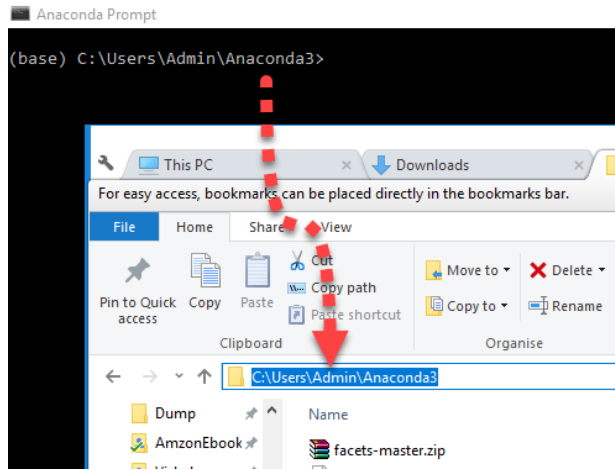 Anaconda Prompt
(base) C:\Users\Admin\Anaconda3>
This PC
Downloads
For easy access, bookmarks can be placed directly in the bookmarks bar.
File Home Share View
Cut
Copy path
Paste shortcut
Pin to Quick access
Copy
Paste
Move to
Copy to
Delete
Rename
Clipboard
Organise
C:\Users\Admin\Anaconda3
Dump
Name
AmzonEbook
facets-master.zip